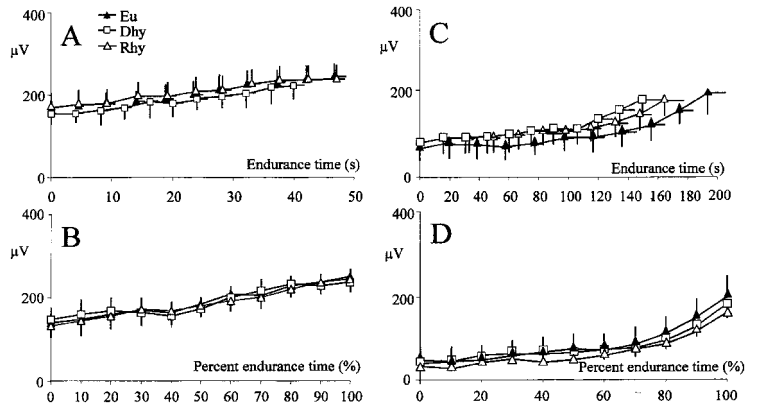 400
μV
A
Eu
Dhy
Rhy
200
Endurance time (s)
0
0 10 20 30 40 50
400
μV
C
200
Endurance time (s)
0
0 20 40 60 80 100 120 140 160 180 200
400
μV
B
200
Percent endurance time (%)
0
0 10 20 30 40 50 60 70 80 90 100
400
μV
D
200
Percent endurance time (%)
0
0 20 40 60 80 100